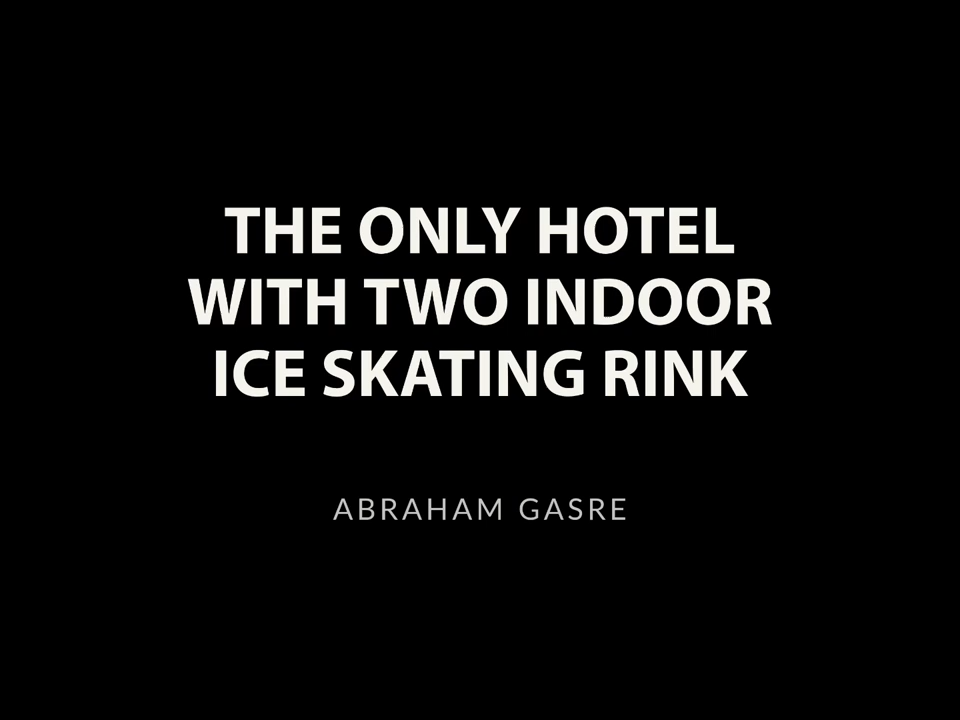 THE ONLY HOTEL
WITH TWO INDOOR
ICE SKATING RINK
ABRAHAM GASRE